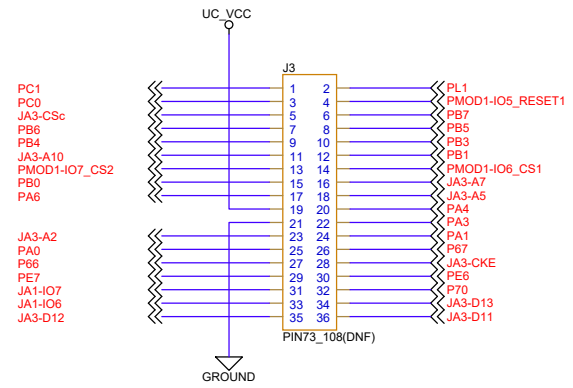 UC_VCC
J3
PC1 1 2 PL1
PC0 3 4 PMOD1-IO5_RESET1
JA3-CSc 5 6 PB7
PB6 7 8 PB5
PB4 9 10 PB3
JA3-A10 11 12 PB1
PMOD1-IO7_CS2 13 14 PMOD1-IO6_CS1
PB0 15 16 JA3-A7
PA6 17 18 JA3-A5
19 20 PA4
21 22 PA3
JA3-A2 23 24 PA1
PA0 25 26 P67
P66 27 28 JA3-CKE
PE7 29 30 PE6
JA1-IO7 31 32 P70
JA1-IO6 33 34 JA3-D13
JA3-D12 35 36 JA3-D11
PIN73_108(DNF)
GROUND